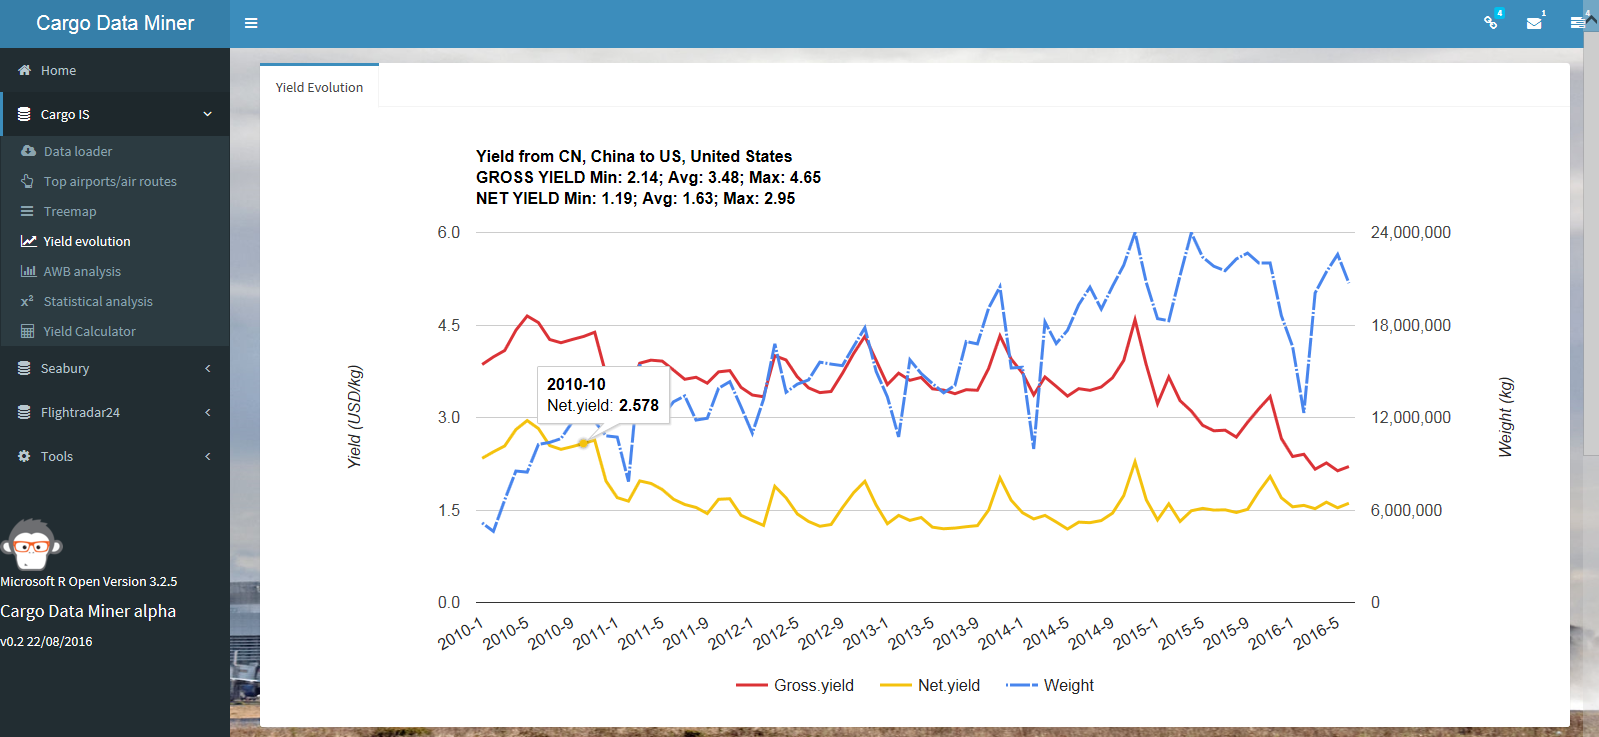 Cargo Data Miner
4
1
4
Home
Cargo IS
Data loader
Top airports/air routes
Treemap
Yield evolution
AWB analysis
x² Statistical analysis
Yield Calculator
Seabury
Flightradar24
Tools
Microsoft R Open Version 3.2.5
Cargo Data Miner alpha
v0.2 22/08/2016
Yield Evolution
Yield from CN, China to US, United States
GROSS YIELD Min: 2.14; Avg: 3.48; Max: 4.65
NET YIELD Min: 1.19; Avg: 1.63; Max: 2.95
6.0
4.5
3.0
1.5
0.0
Yield (USD/kg)
2010-10
Net.yield: 2.578
24,000,000
18,000,000
12,000,000
6,000,000
0
Weight (kg)
2010-1
2010-5
2010-9
2011-1
2011-5
2011-9
2012-1
2012-5
2012-9
2013-1
2013-5
2013-9
2014-1
2014-5
2014-9
2015-1
2015-5
2015-9
2016-1
2016-5
Gross.yield
Net.yield
Weight